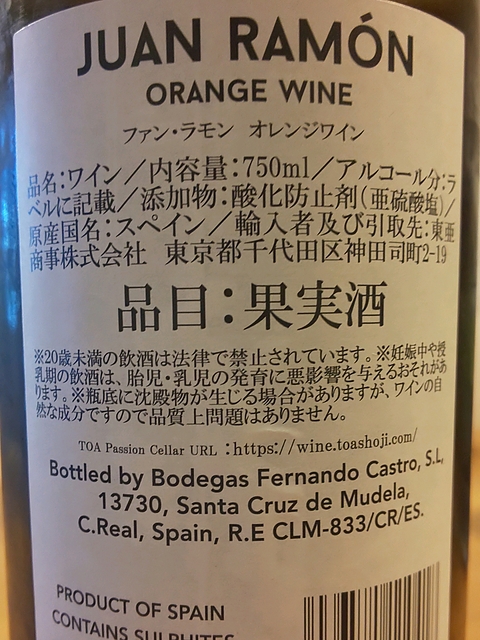 JUAN RAMÓN
ORANGE WINE
ファン・ラモン オレンジワイン
品名:ワイン/内容量:750ml/アルコール分:ラ
ベルに記載/添加物:酸化防止剤(亜硫酸塩)/
原産国名:スペイン/輸入者及び引取先:東亜
商事株式会社 東京都千代田区神田司町2-19
品目:果実酒
※20歳未満の飲酒は法律で禁止されています。※妊娠中や授
乳期の飲酒は、胎児・乳児の発育に悪影響を与えるおそれがあ
ります。※瓶底に沈殿物が生じる場合がありますが、ワインの自
然な成分ですので品質上問題はありません。
TOA Passion Cellar URL :https://wine.toashoji.com/
Bottled by Bodegas Fernando Castro, S.L,
13730, Santa Cruz de Mudela,
C.Real, Spain, R.E CLM-833/CR/ES.
PRODUCT OF SPAIN
CONTAINS SULPHITES